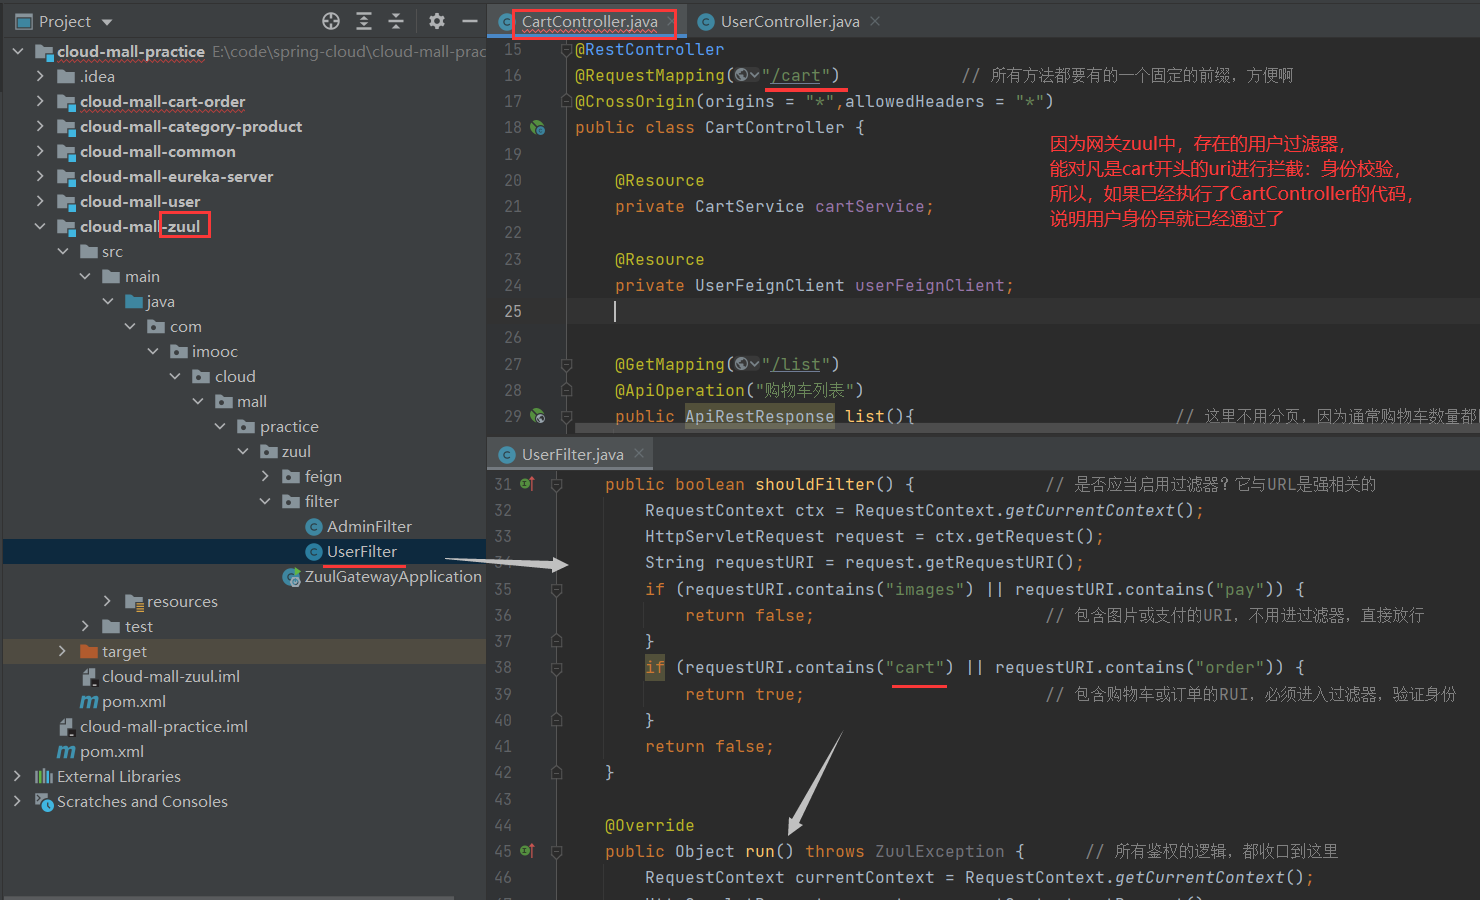 Project
cloud-mall-practice E:\code\spring-cloud\cloud-mall-prac
.idea
cloud-mall-cart-order
cloud-mall-category-product
cloud-mall-common
cloud-mall-eureka-server
cloud-mall-user
cloud-mall-zuul
src
main
java
com
imooc
cloud
mall
practice
zuul
feign
filter
AdminFilter
UserFilter
ZuulGatewayApplication
resources
test
target
cloud-mall-zuul.iml
pom.xml
cloud-mall-practice.iml
pom.xml
External Libraries
Scratches and Consoles
CartController.java UserController.java
15 @RestController
16 @RequestMapping("/cart") // 所有方法都要有的一个固定的前缀，方便啊
17 @CrossOrigin(origins = "*",allowedHeaders = "*")
18 public class CartController {
19
20 @Resource
21 private CartService cartService;
22
23 @Resource
24 private UserFeignClient userFeignClient;
25
26
27 @GetMapping("/list")
28 @ApiOperation("购物车列表")
29 public ApiRestResponse list(){ // 这里不用分页，因为通常购物车数量都
因为网关zuul中，存在的用户过滤器，
能对凡是cart开头的uri进行拦截：身份校验，
所以，如果已经执行了CartController的代码，
说明用户身份早就已经通过了
UserFilter.java
31 public boolean shouldFilter() { // 是否应当启用过滤器？它与URL是强相关的
32 RequestContext ctx = RequestContext.getCurrentContext();
33 HttpServletRequest request = ctx.getRequest();
34 String requestURI = request.getRequestURI();
35 if (requestURI.contains("images") || requestURI.contains("pay")) {
36 return false; // 包含图片或支付的URI，不用进过滤器，直接放行
37 }
38 if (requestURI.contains("cart") || requestURI.contains("order")) {
39 return true; // 包含购物车或订单的RUI，必须进入过滤器，验证身份
40 }
41 return false;
42 }
43
44 @Override
45 public Object run() throws ZuulException { // 所有鉴权的逻辑，都收口到这里
46 RequestContext currentContext = RequestContext.getCurrentContext();